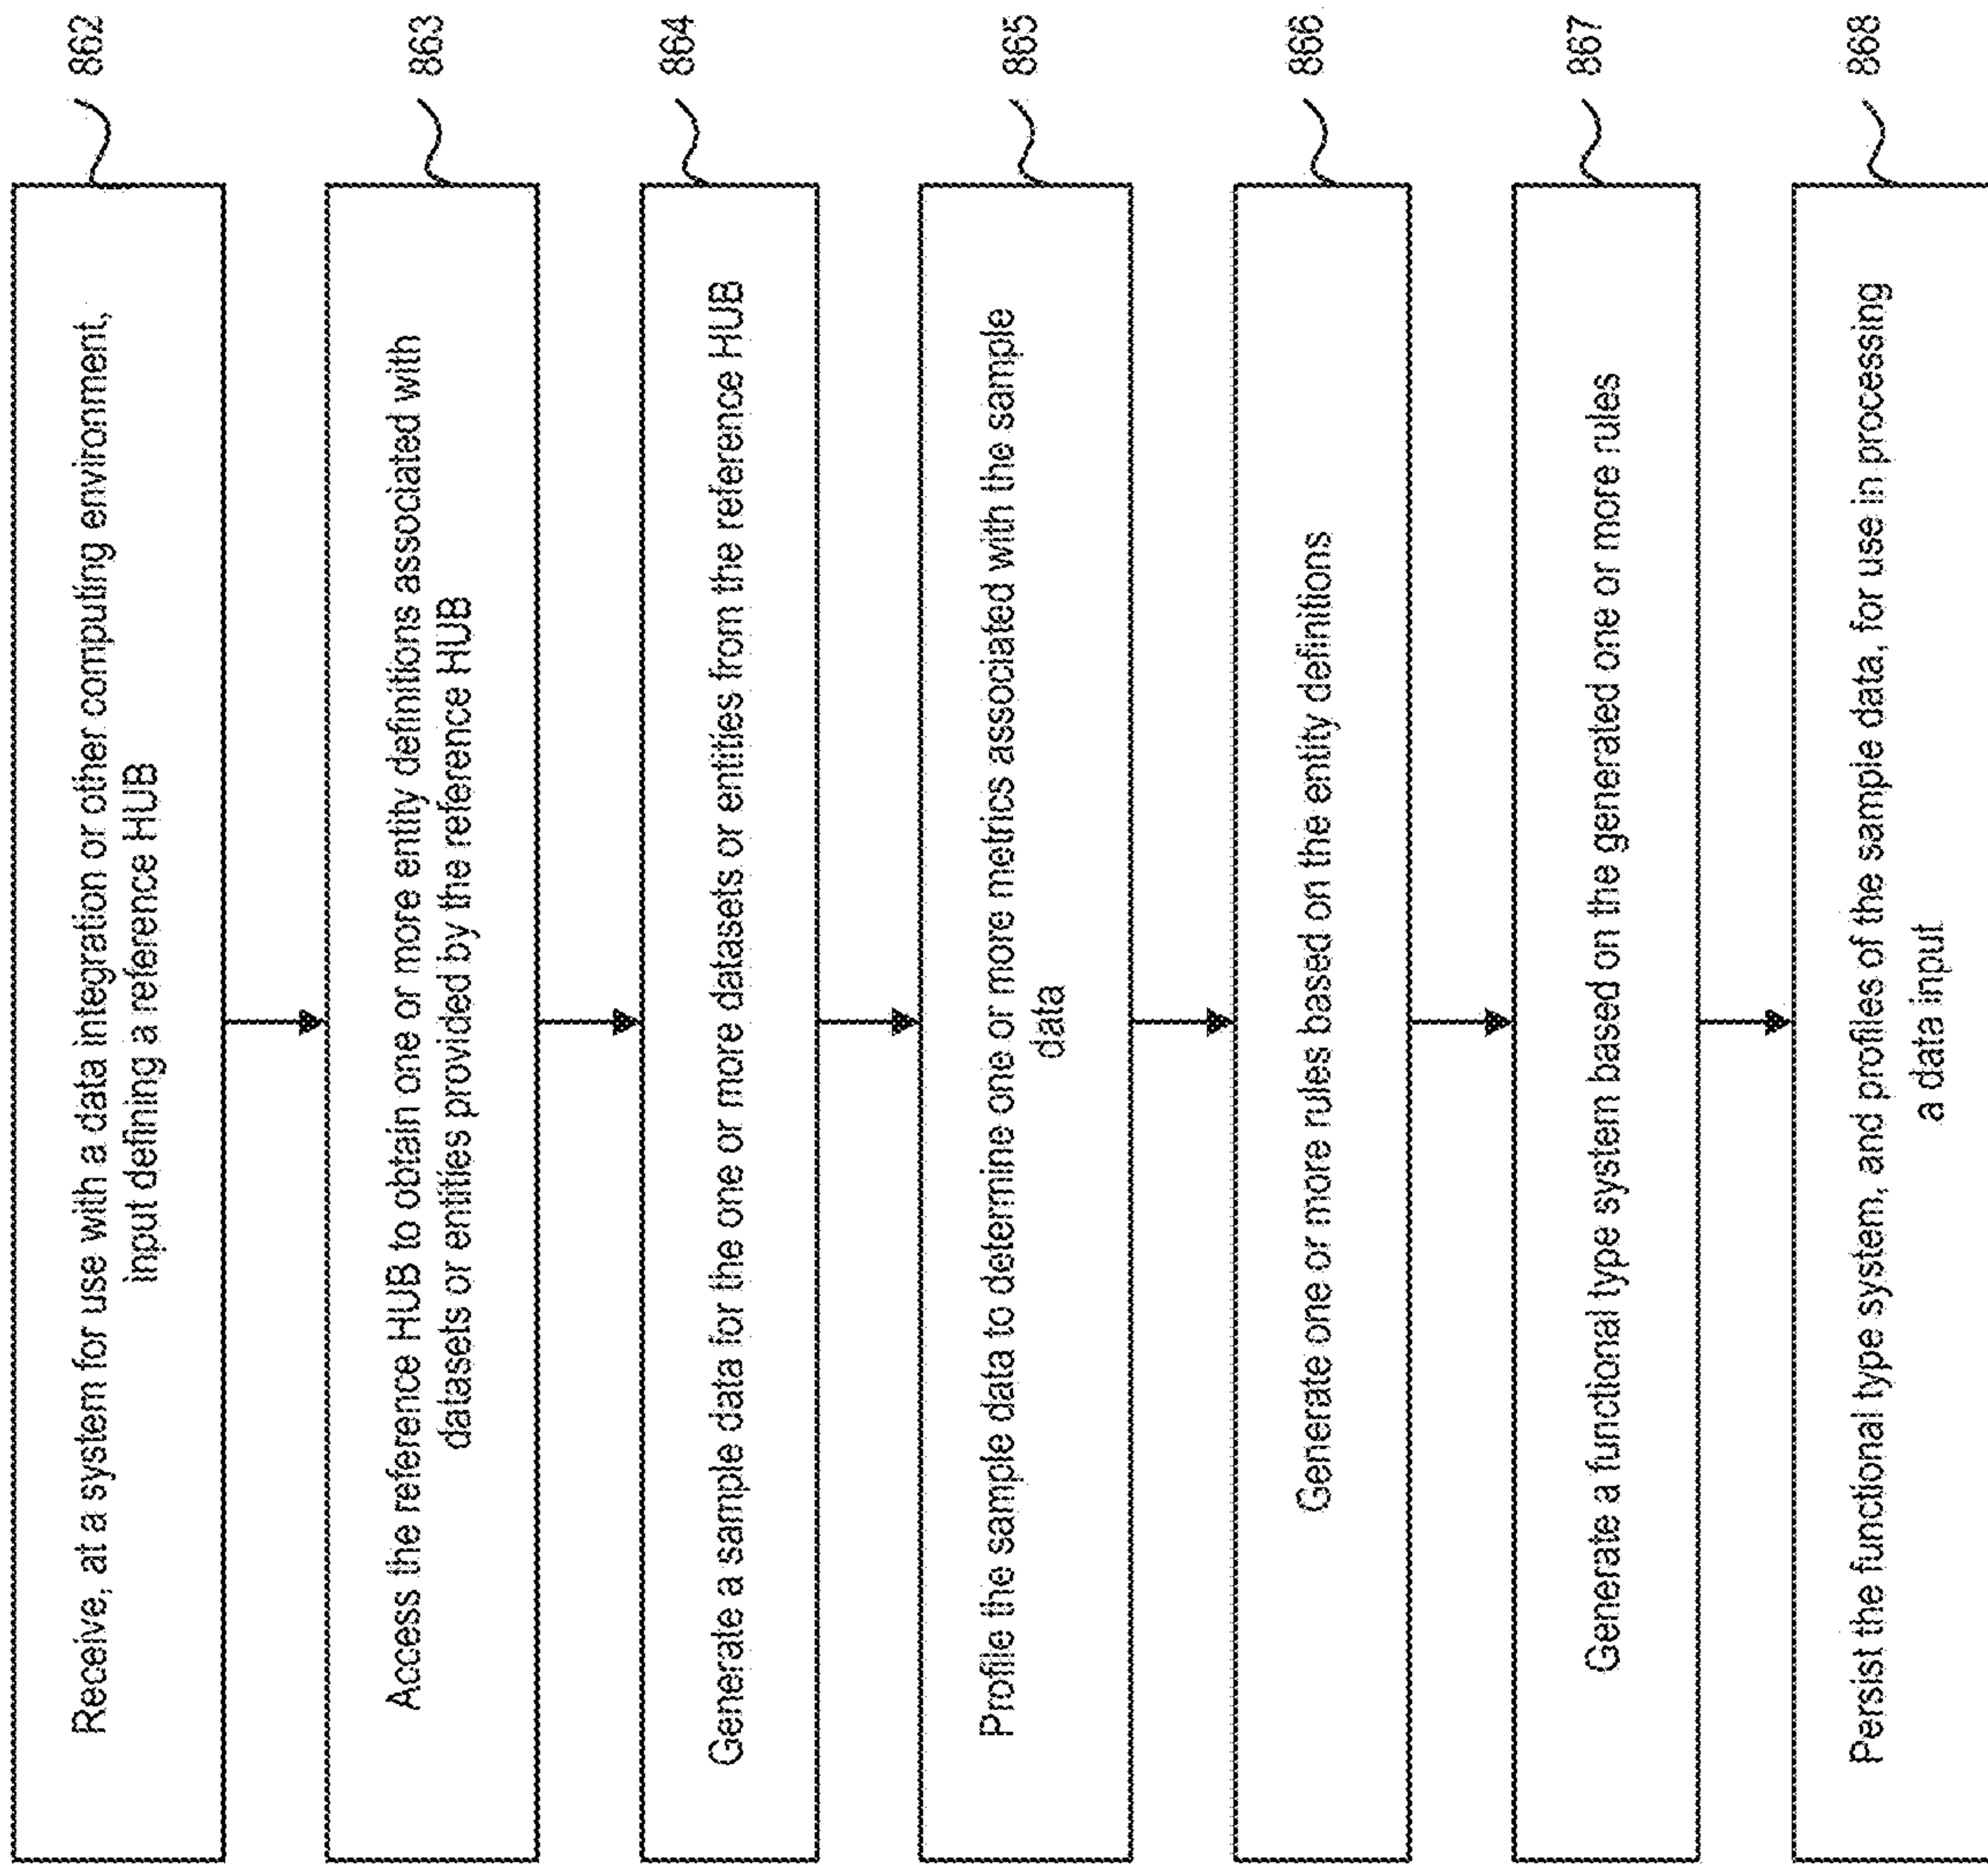 Receive, at a system for use with a data integration or other computing environment,
input defining a reference HUB
862
Access the reference HUB to obtain one or more entity definitions associated with
datasets or entities provided by the reference HUB
863
Generate a sample data for the one or more datasets or entities from the reference HUB
864
Profile the sample data to determine one or more metrics associated with the sample
data
865
Generate one or more rules based on the entity definitions
866
Generate a functional type system based on the generated one or more rules
867
Persist the functional type system, and profiles of the sample data, for use in processing
a data input
868